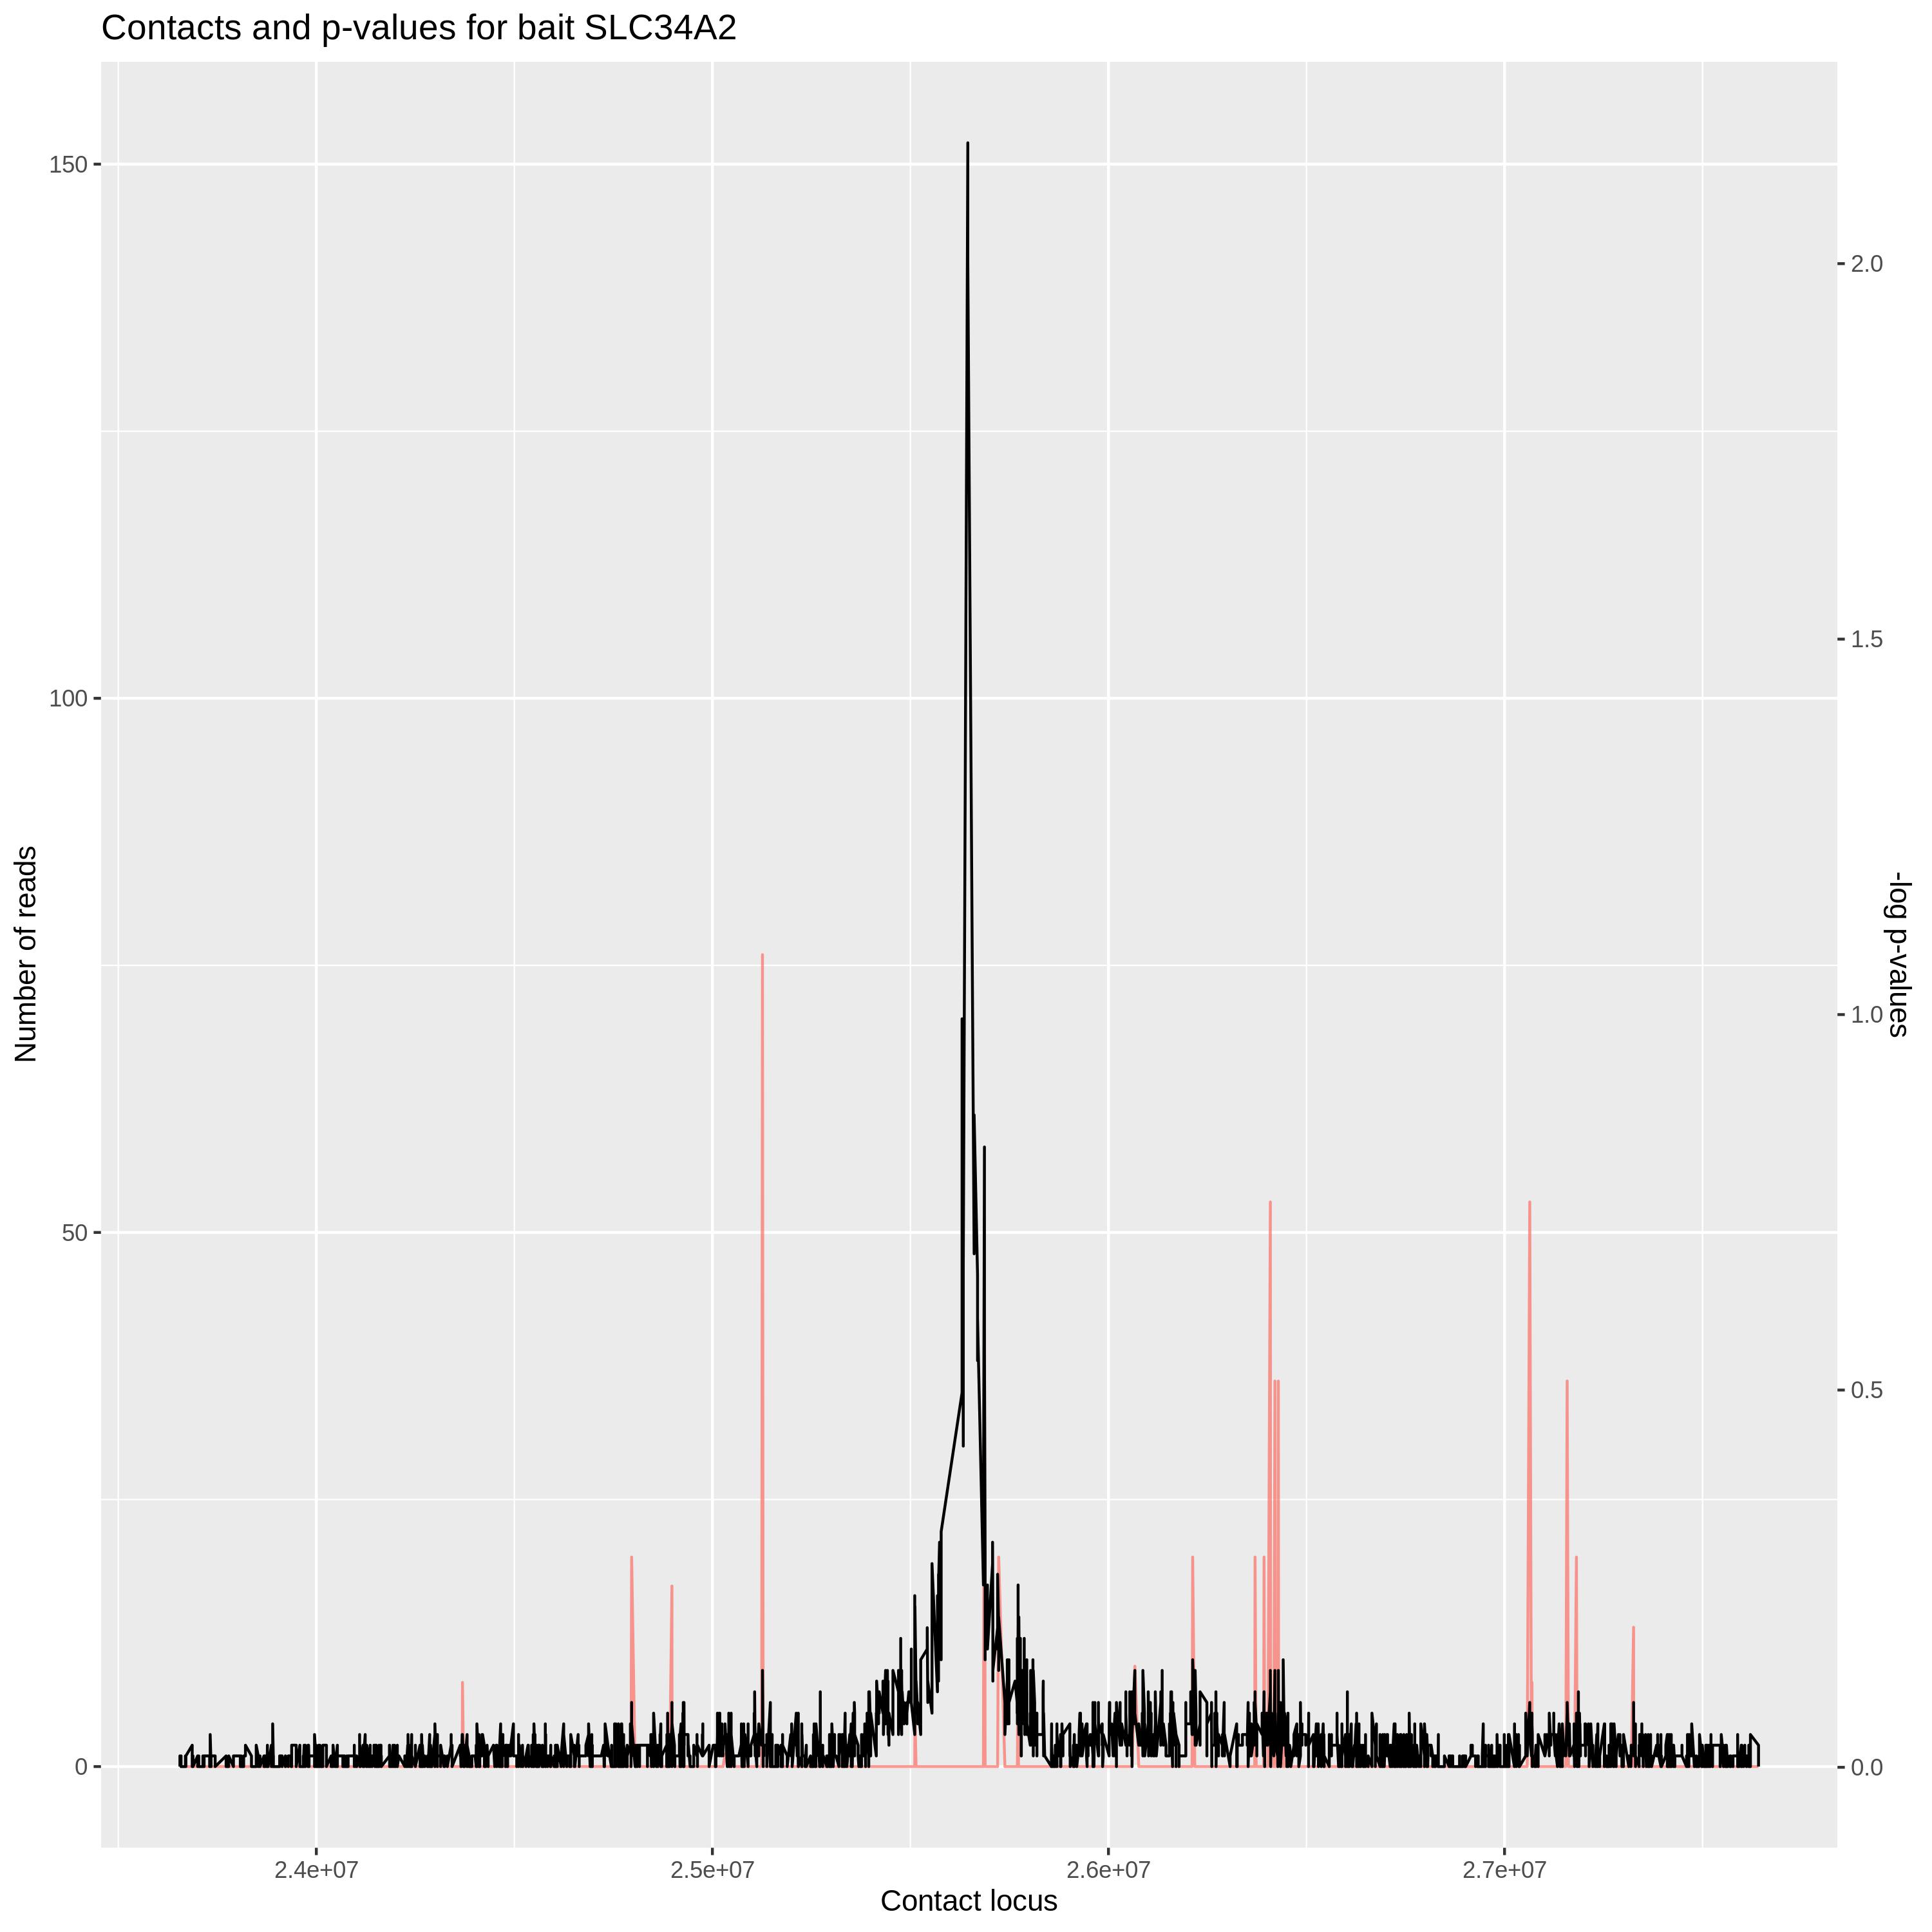 Contacts and p-values for bait SLC34A2
150
100
50
0
Number of reads
2.0
1.5
1.0
0.5
0.0
-log p-values
2.4e+07
2.5e+07
2.6e+07
2.7e+07
Contact locus